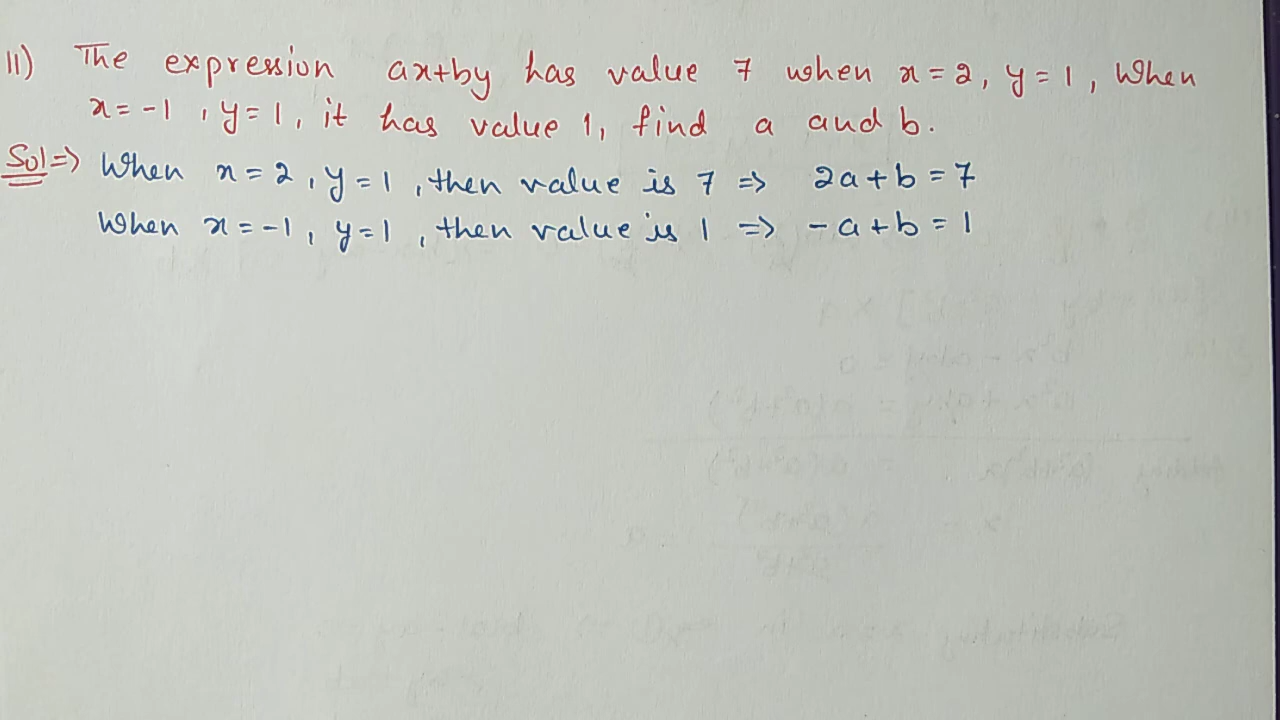 11) The expression ax+by has value 7 when x = 2, y = 1, When
x = -1, y = 1, it has value 1, find a and b.
Sol => When x = 2, y = 1, then value is 7 => 2a + b = 7
When x = -1, y = 1, then value is 1 => - a + b = 1